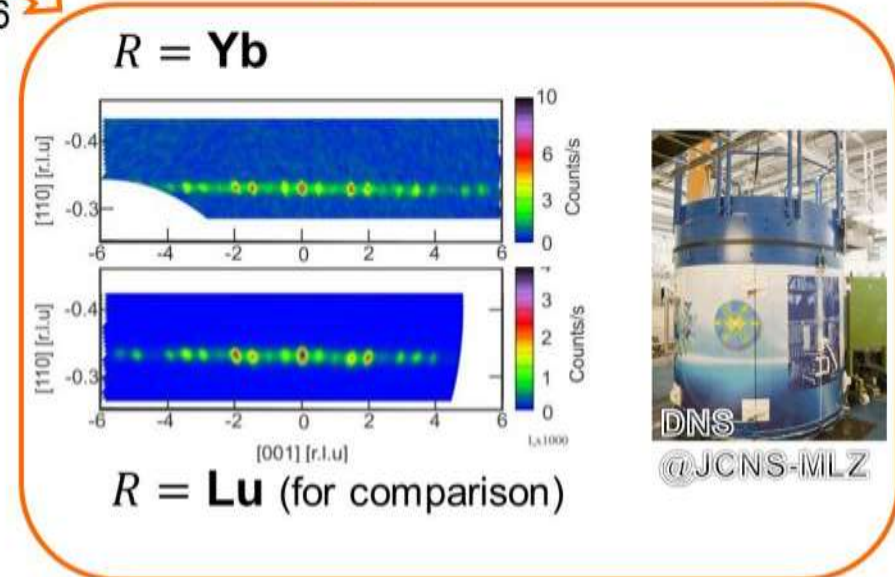 6
R = Yb
[110] [r.l.u]
-0.4
-0.3
-6 -4 -2 0 2 4 6
10
6
3
0
Counts/s
[110] [r.l.u]
-0.4
-0.3
-6 -4 -2 0 2 4 6
3
2
1
0
Counts/s
[001] [r.l.u]
R = Lu (for comparison)
DNS
@JCNS-MLZ